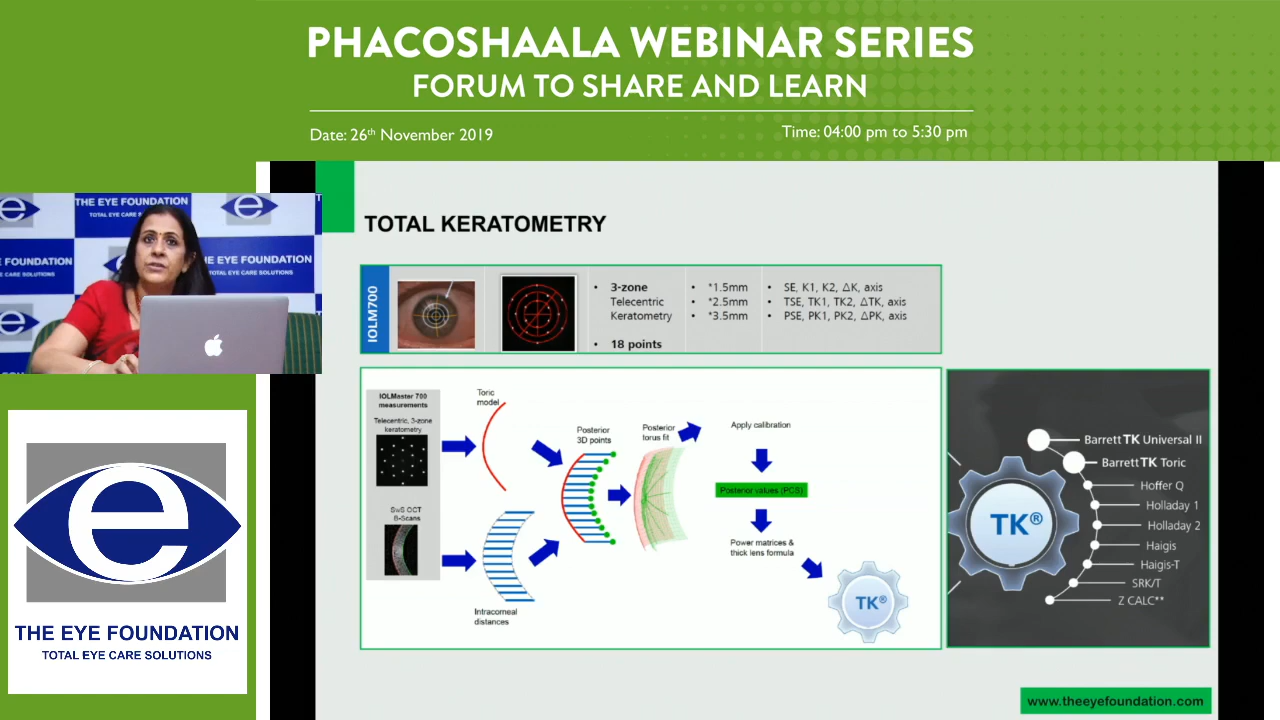 PHACOSHAALA WEBINAR SERIES
FORUM TO SHARE AND LEARN
Date: 26th November 2019
Time: 04:00 pm to 5:30 pm
THE EYE FOUNDATION
TOTAL EYE CARE SOLUTIONS
THE EYE FOUNDATION
TOTAL EYE CARE SOLUTIONS
TOTAL KERATOMETRY
IOLM700
• 3-zone
Telecentric
Keratometry
• 18 points
• *1.5mm
• *2.5mm
• *3.5mm
• SE, K1, K2, ΔK, axis
• TSE, TK1, TK2, ΔTK, axis
• PSE, PK1, PK2, ΔPK, axis
IOLMaster 700
measurements
Telecentric, 3-zone
keratometry
SwS OCT
B-Scans
Toric
model
Intracorneal
distances
Posterior
3D points
Posterior
torus fit
Apply calibration
Posterior values (PCS)
Power matrices &
thick lens formula
TK®
TK®
Barrett TK Universal II
Barrett TK Toric
Hoffer Q
Holladay 1
Holladay 2
Haigis
Haigis-T
SRK/T
Z CALC**
THE EYE FOUNDATION
TOTAL EYE CARE SOLUTIONS
www.theeyefoundation.com